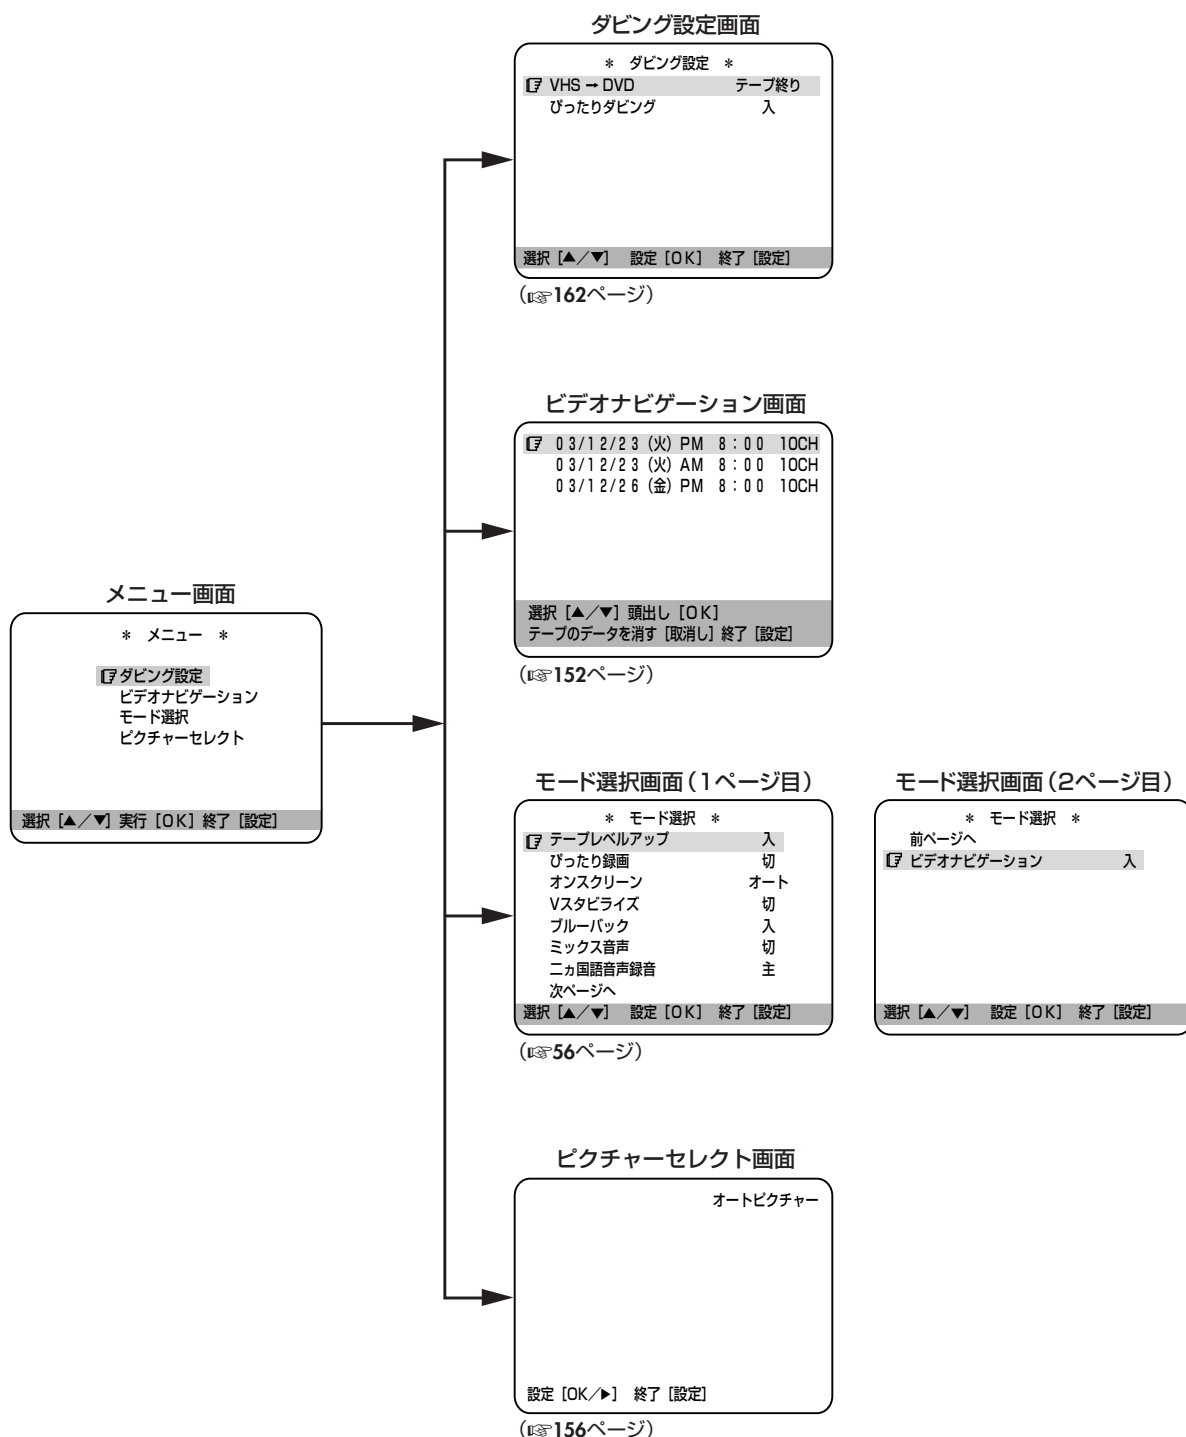 ダビング設定画面
＊ ダビング設定 ＊
VHS → DVD テープ終り
ぴったりダビング 入
選択 [▲／▼] 設定 [OK] 終了 [設定]
（☞162ページ）
ビデオナビゲーション画面
03/12/23 (火) PM 8：00 10CH
03/12/23 (火) AM 8：00 10CH
03/12/26 (金) PM 8：00 10CH
選択 [▲／▼] 頭出し [OK]
テープのデータを消す [取消し] 終了 [設定]
（☞152ページ）
メニュー画面
＊ メニュー ＊
ダビング設定
ビデオナビゲーション
モード選択
ピクチャーセレクト
選択 [▲／▼] 実行 [OK] 終了 [設定]
モード選択画面（1ページ目）
＊ モード選択 ＊
テープレベルアップ 入
ぴったり録画 切
オンスクリーン オート
Vスタビライズ 切
ブルーバック 入
ミックス音声 切
二ヵ国語音声録音 主
次ページへ
選択 [▲／▼] 設定 [OK] 終了 [設定]
（☞56ページ）
モード選択画面（2ページ目）
＊ モード選択 ＊
前ページへ
ビデオナビゲーション 入
選択 [▲／▼] 設定 [OK] 終了 [設定]
ピクチャーセレクト画面
オートピクチャー
設定 [OK／▶] 終了 [設定]
（☞156ページ）